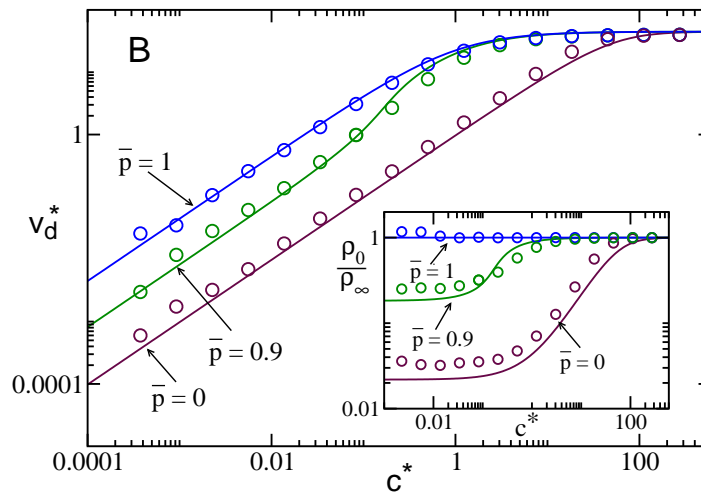 B
1
p̄ = 1
v_d^*
p̄ = 0.9
p̄ = 0
0.0001
0.0001 0.01 1 100
c^*
1
ρ_0
ρ_∞
p̄ = 1
p̄ = 0.9
p̄ = 0
0.01
0.01 1 100
c^*